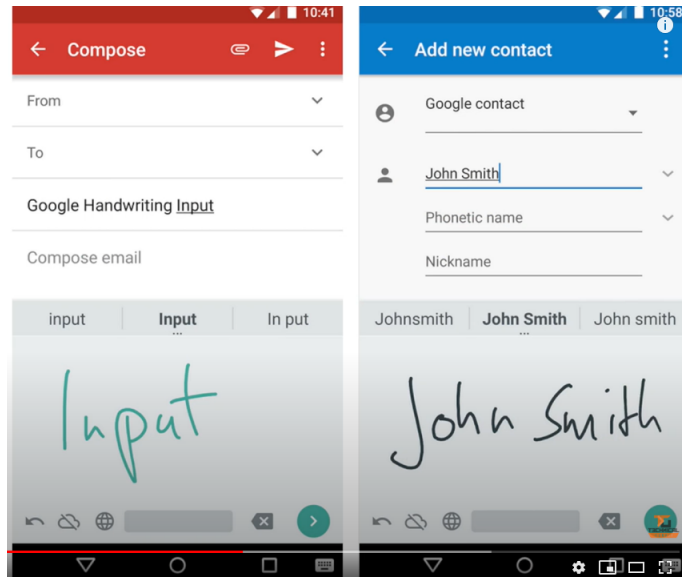 10:41
Compose
From
To
Google Handwriting Input
Compose email
input Input In put
Input
10:58
Add new contact
Google contact
John Smith
Phonetic name
Nickname
Johnsmith John Smith John smith
John Smith